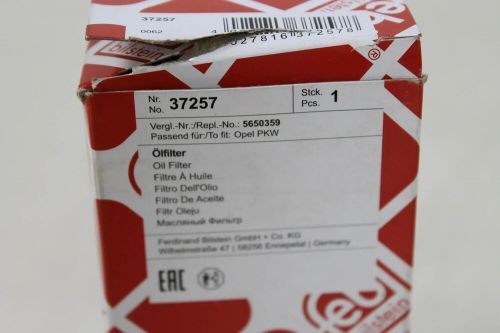 37257
0062
bilstein
Nr. No. 37257 Stck. Pcs. 1
Vergl.-Nr.:/Repl.-No.: 5650359
Passend für:/To fit: Opel PKW
Ölfilter
Oil Filter
Filtre À Huile
Filtro Dell'Olio
Filtro De Aceite
Filtr Oleju
Масляный Фильтр
Ferdinand Bilstein GmbH + Co. KG
Wilhelmstraße 47 | 58256 Ennepetal | Germany
EAC